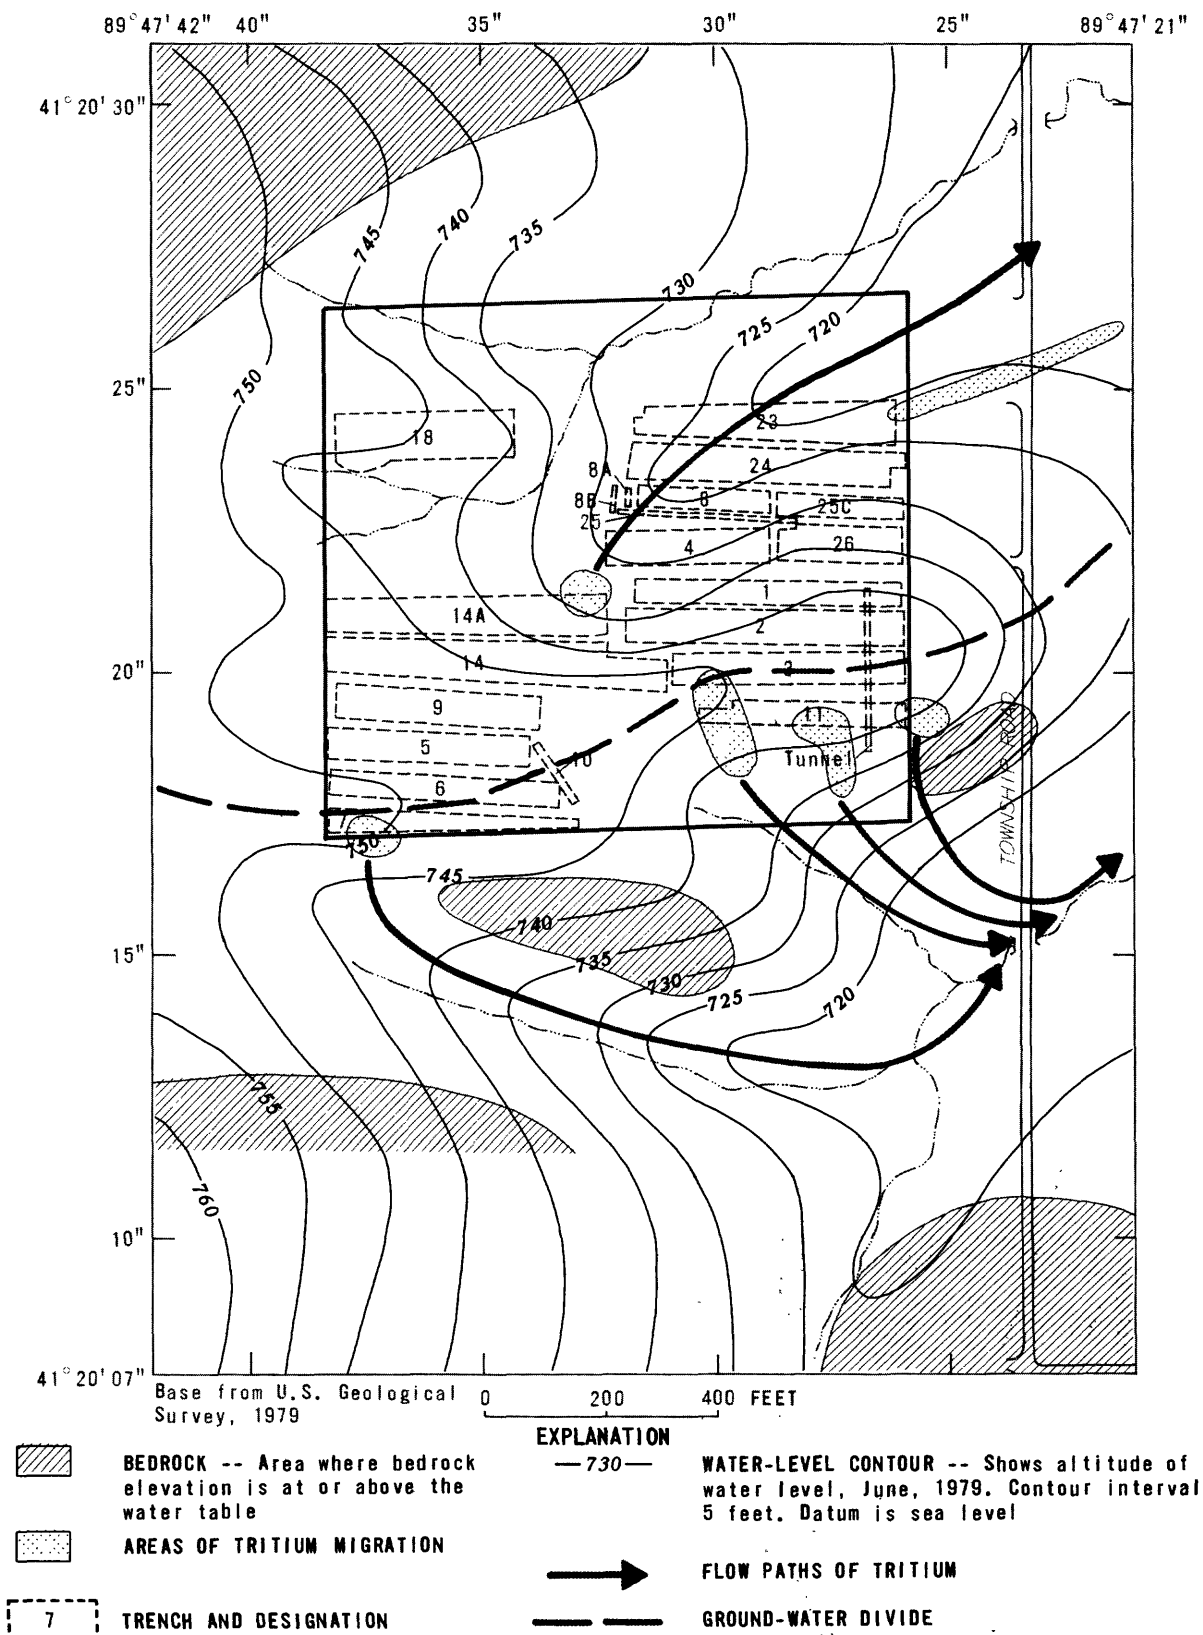 89°47'42" 40" 35" 30" 25" 89°47'21"
41°20'30"
745
740
735
730
725
720
750
25"
23
18
24
8A
8B
8
25
25C
4
26
1
14A
2
20"
14
3
9
11
5
10
Tunnel
6
TOWNSHIP ROAD
7
750
745
740
735
730
725
720
15"
755
760
10"
41°20'07"
Base from U.S. Geological
Survey, 1979
0 200 400 FEET
EXPLANATION
BEDROCK -- Area where bedrock
elevation is at or above the
water table
AREAS OF TRITIUM MIGRATION
7 TRENCH AND DESIGNATION
730 WATER-LEVEL CONTOUR -- Shows altitude of
water level, June, 1979. Contour interval
5 feet. Datum is sea level
FLOW PATHS OF TRITIUM
GROUND-WATER DIVIDE